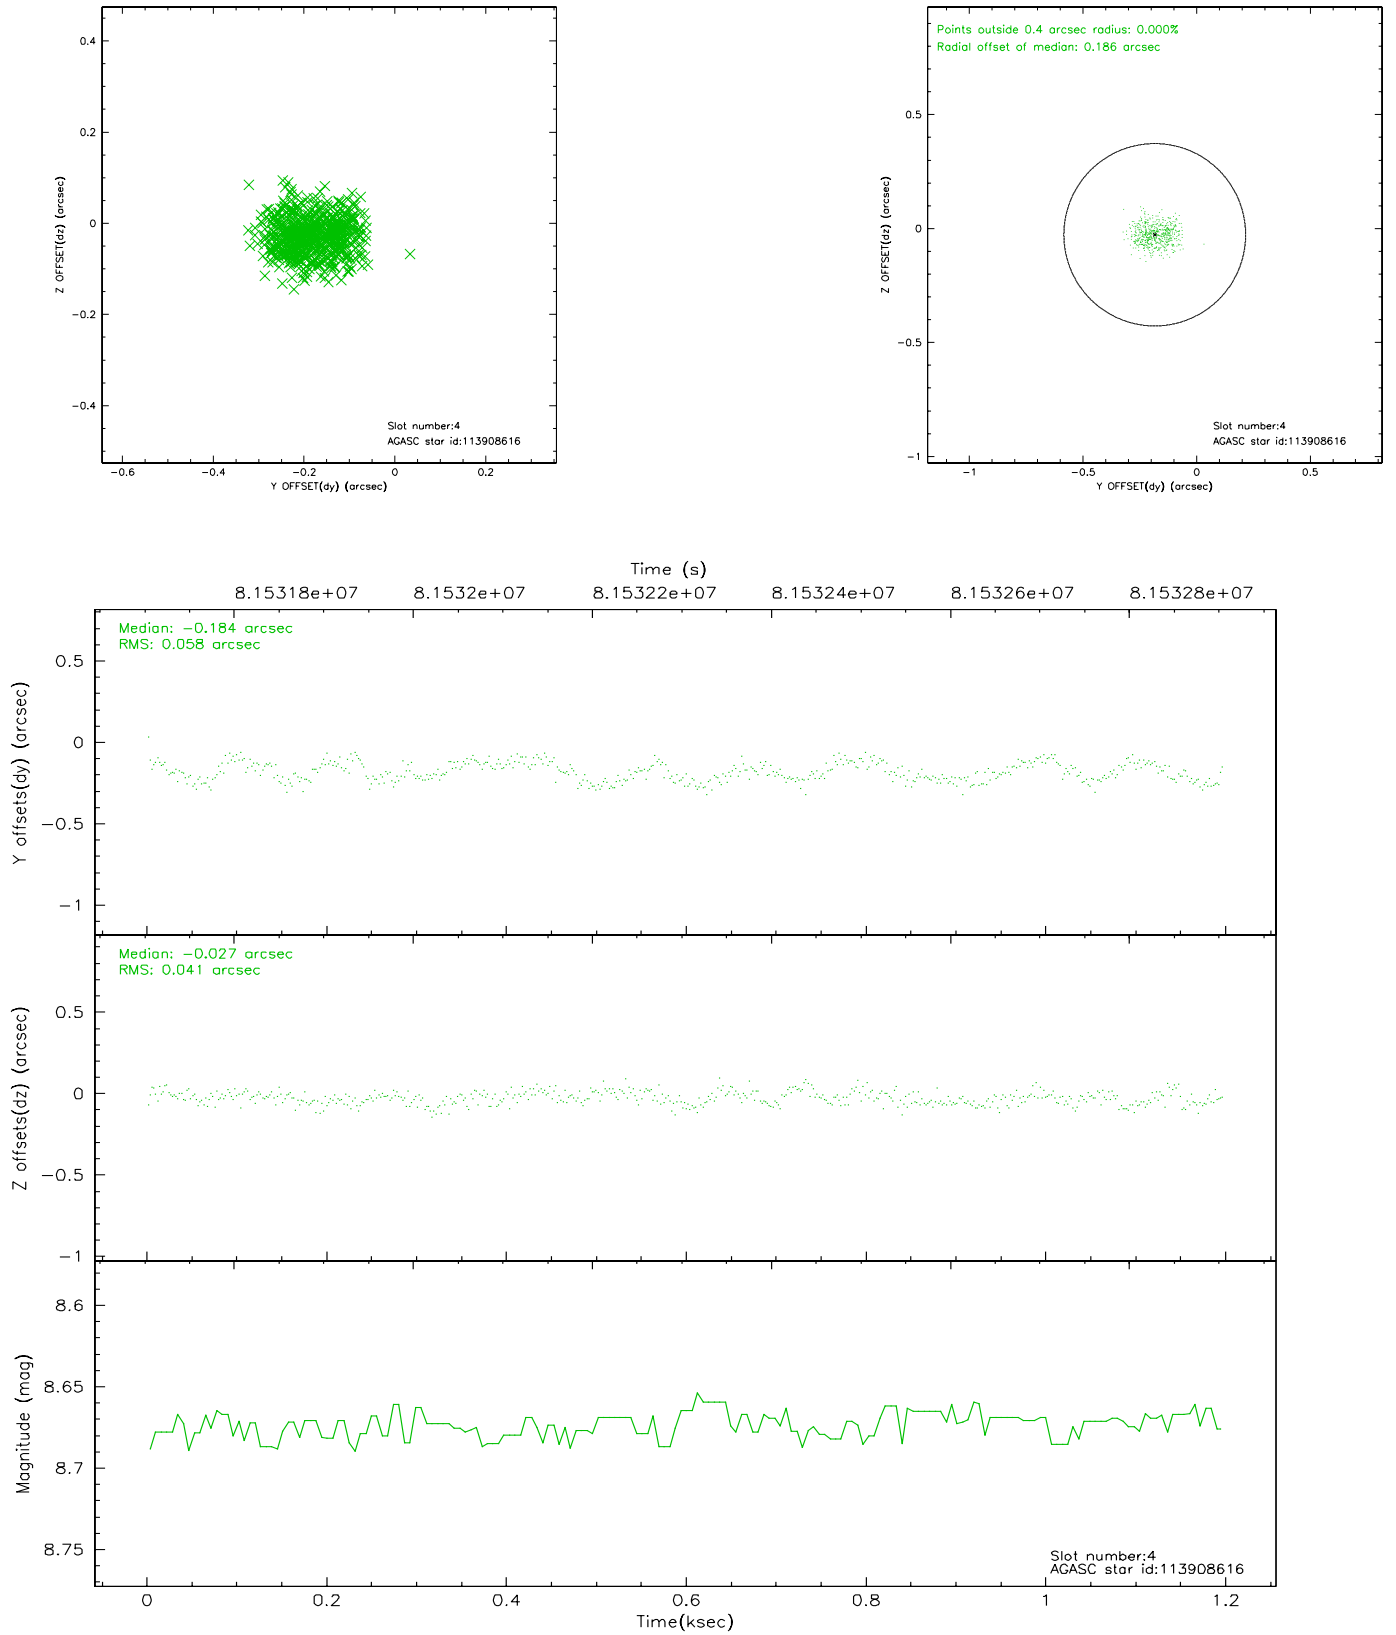 0.4
0.2
0
−0.2
−0.4
Z OFFSET(dz) (arcsec)
Slot number:4
AGASC star id:113908616
−0.6
−0.4
−0.2
0
0.2
Y OFFSET(dy) (arcsec)
Points outside 0.4 arcsec radius: 0.000%
Radial offset of median: 0.186 arcsec
0.5
0
−0.5
−1
Z OFFSET(dz) (arcsec)
Slot number:4
AGASC star id:113908616
−1
−0.5
0
0.5
Y OFFSET(dy) (arcsec)
Time (s)
8.15318e+07
8.1532e+07
8.15322e+07
8.15324e+07
8.15326e+07
8.15328e+07
Median: −0.184 arcsec
RMS: 0.058 arcsec
0.5
0
−0.5
−1
Y offsets(dy) (arcsec)
Median: −0.027 arcsec
RMS: 0.041 arcsec
0.5
0
−0.5
−1
Z offsets(dz) (arcsec)
8.6
8.65
8.7
8.75
Magnitude (mag)
Slot number:4
AGASC star id:113908616
0
0.2
0.4
0.6
0.8
1
1.2
Time(ksec)